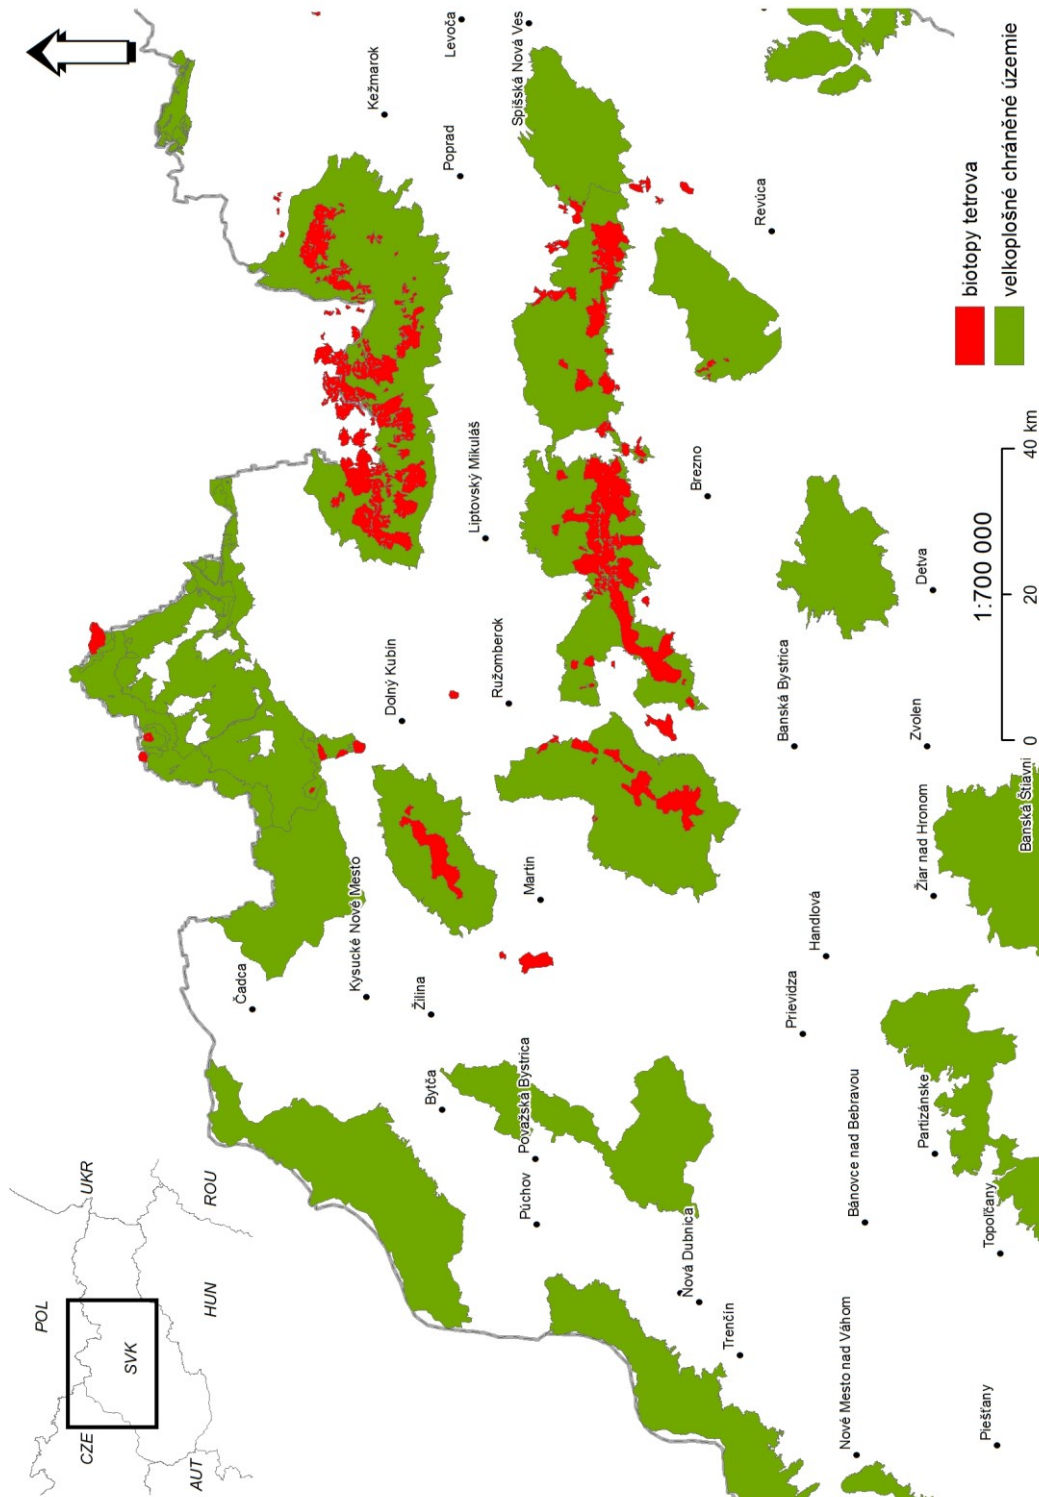 POL
CZE
UKR
SVK
AUT
HUN
ROU
Čadca
Kysucké Nové Mesto
Žilina
Bytča
Púchov
Považská Bystrica
Nová Dubnica
Trenčín
Nové Mesto nad Váhom
Piešťany
Bánovce nad Bebravou
Topoľčany
Partizánske
Prievidza
Handlová
Martin
Dolný Kubín
Ružomberok
Liptovský Mikuláš
Kežmarok
Poprad
Levoča
Spišská Nová Ves
Revúca
Brezno
Banská Bystrica
Zvolen
Detva
Žiar nad Hronom
Banská Štiavni
1:700 000
0 20 40 km
biotopy tetrova
velkoplošné chráněné územie